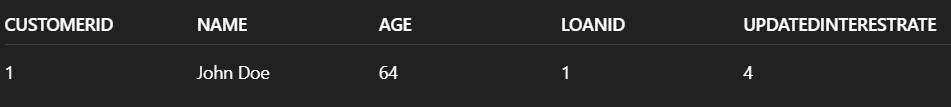 CUSTOMERID NAME AGE LOANID UPDATEDINTERESTRATE
1 John Doe 64 1 4